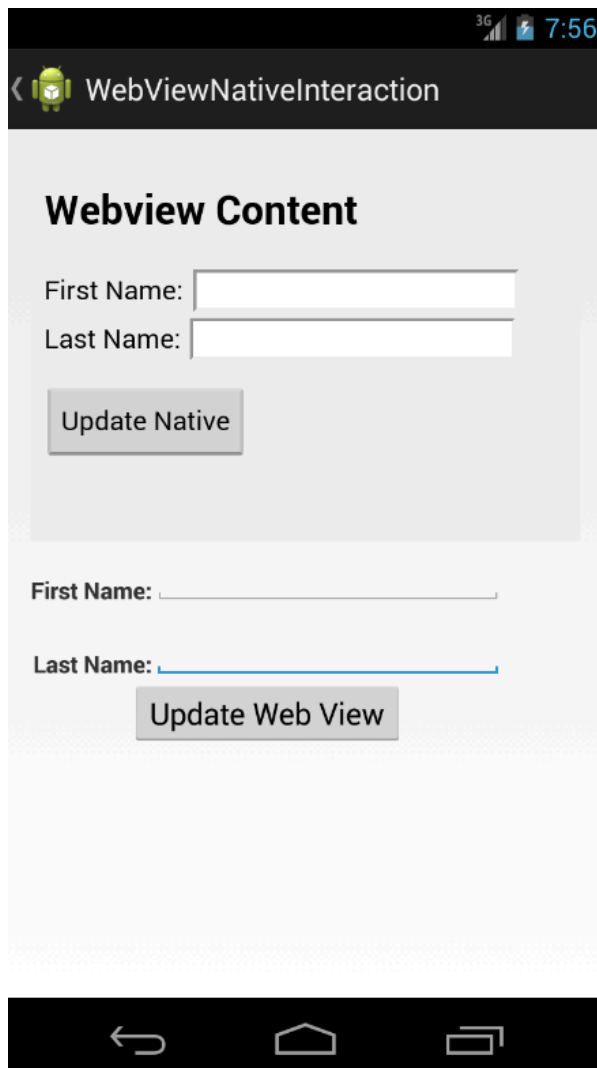 3G 7:56
WebViewNativeInteraction
Webview Content
First Name:
Last Name:
Update Native
First Name:
Last Name:
Update Web View